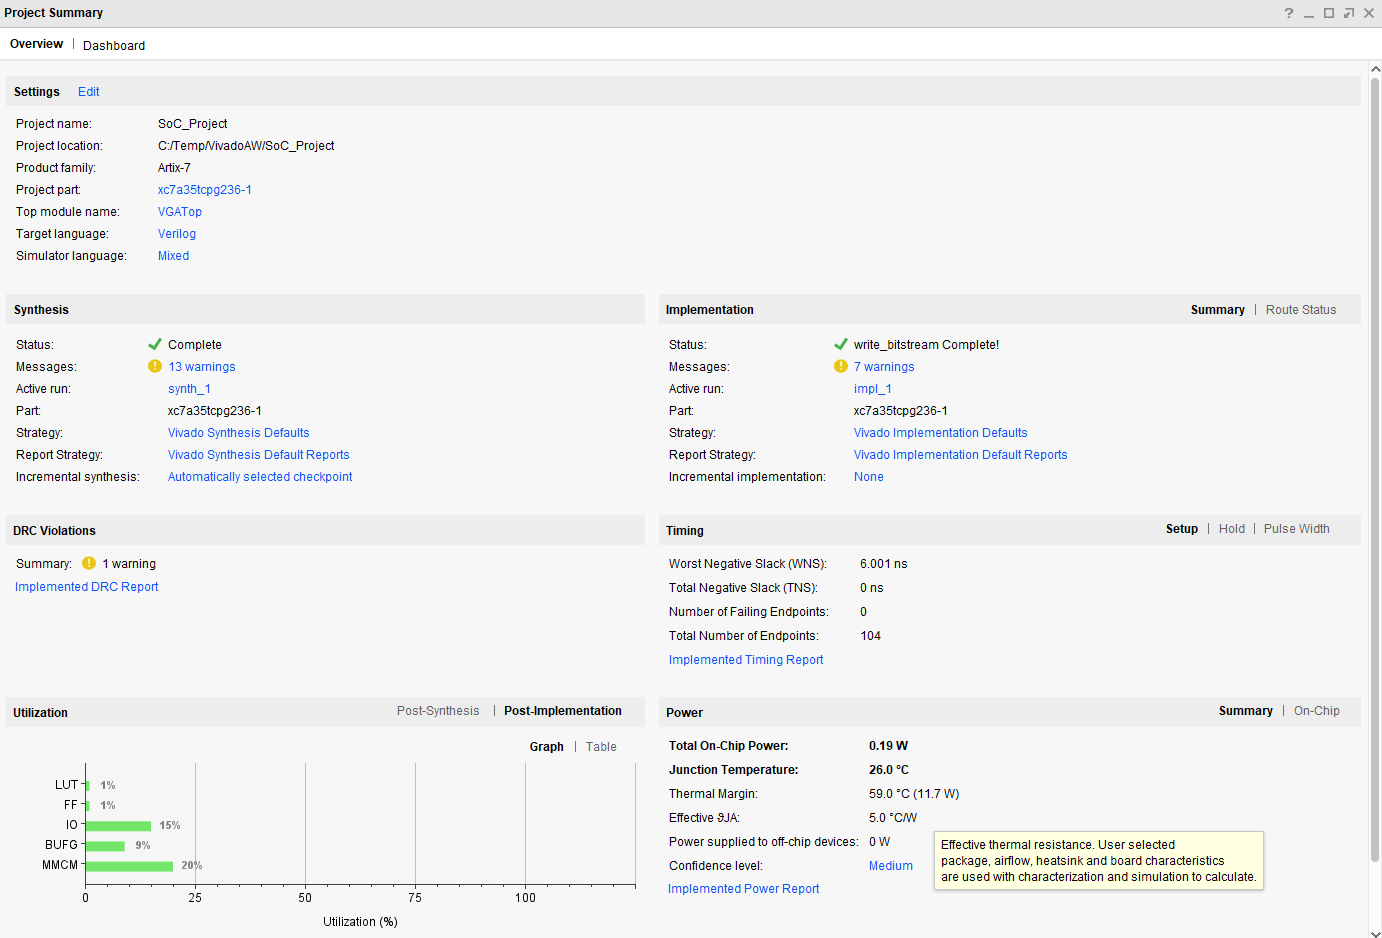 Project Summary
Overview | Dashboard
Settings Edit
Project name: SoC_Project
Project location: C:/Temp/VivadoAW/SoC_Project
Product family: Artix-7
Project part: xc7a35tcpg236-1
Top module name: VGATop
Target language: Verilog
Simulator language: Mixed
Synthesis
Status: Complete
Messages: 13 warnings
Active run: synth_1
Part: xc7a35tcpg236-1
Strategy: Vivado Synthesis Defaults
Report Strategy: Vivado Synthesis Default Reports
Incremental synthesis: Automatically selected checkpoint
Implementation Summary | Route Status
Status: write_bitstream Complete!
Messages: 7 warnings
Active run: impl_1
Part: xc7a35tcpg236-1
Strategy: Vivado Implementation Defaults
Report Strategy: Vivado Implementation Default Reports
Incremental implementation: None
DRC Violations
Summary: 1 warning
Implemented DRC Report
Timing Setup | Hold | Pulse Width
Worst Negative Slack (WNS): 6.001 ns
Total Negative Slack (TNS): 0 ns
Number of Failing Endpoints: 0
Total Number of Endpoints: 104
Implemented Timing Report
Utilization Post-Synthesis | Post-Implementation
Graph | Table
LUT 1%
FF 1%
IO 15%
BUFG 9%
MMCM 20%
0 25 50 75 100
Utilization (%)
Power Summary | On-Chip
Total On-Chip Power: 0.19 W
Junction Temperature: 26.0 °C
Thermal Margin: 59.0 °C (11.7 W)
Effective ϑJA: 5.0 °C/W
Power supplied to off-chip devices: 0 W
Confidence level: Medium
Implemented Power Report
Effective thermal resistance. User selected
package, airflow, heatsink and board characteristics
are used with characterization and simulation to calculate.